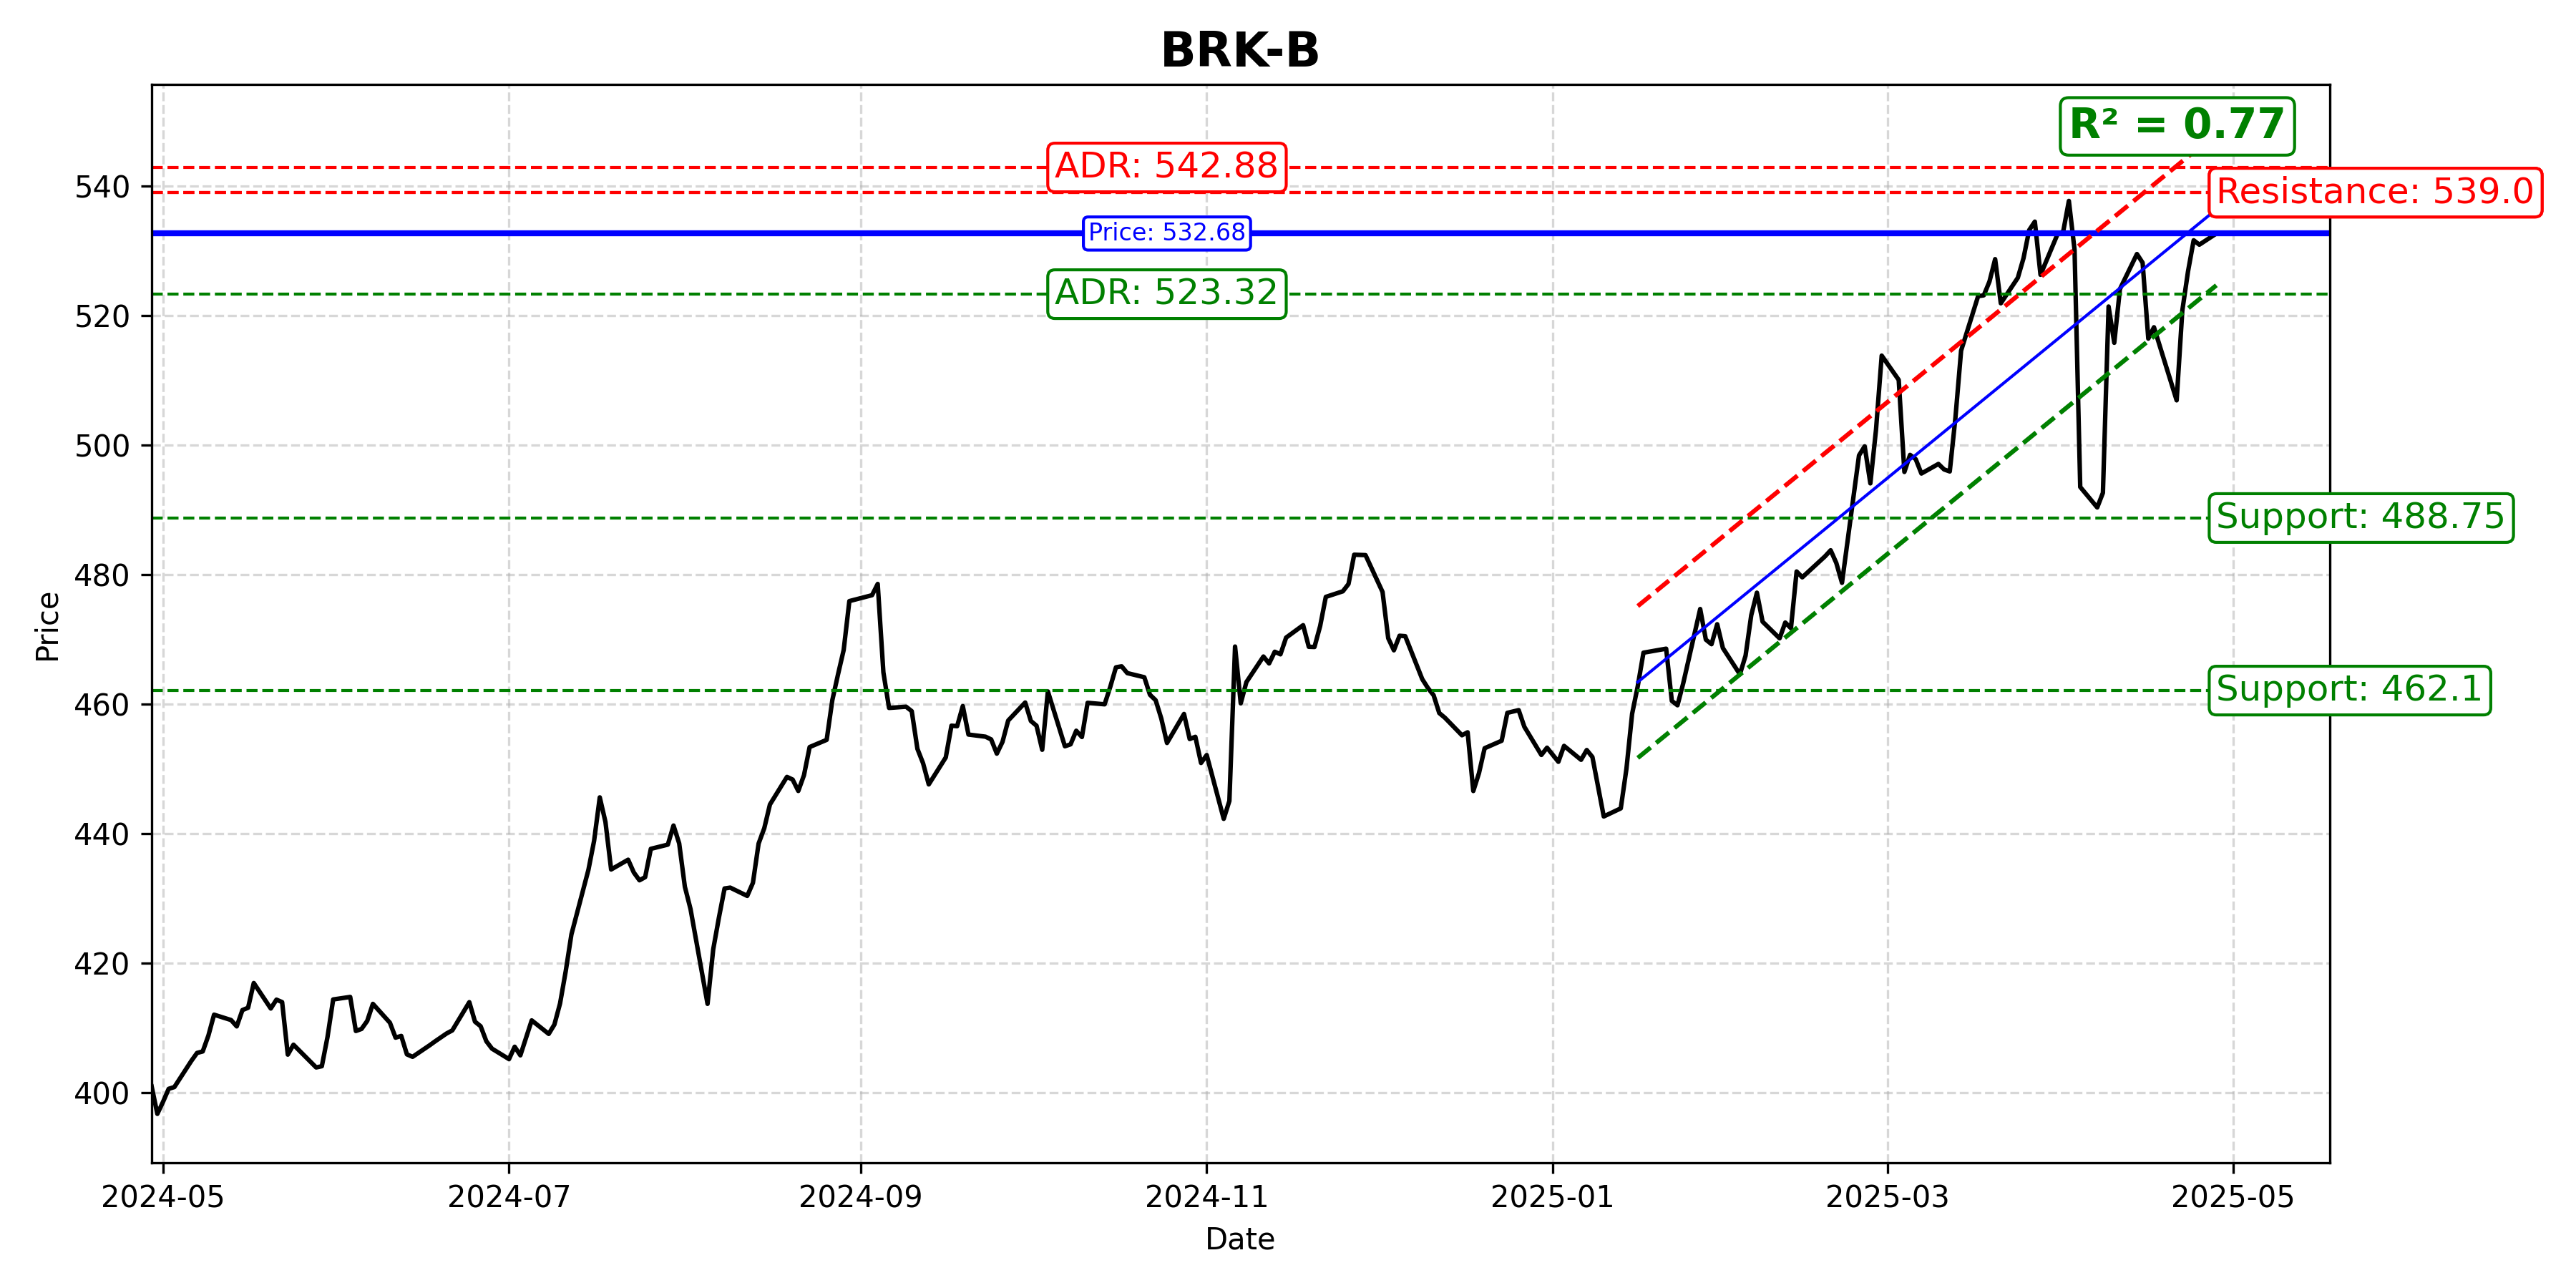 BRK-B
R² = 0.77
ADR: 542.88
Resistance: 539.0
Price: 532.68
ADR: 523.32
Support: 488.75
Support: 462.1
Price
540
520
500
480
460
440
420
400
2024-05 2024-07 2024-09 2024-11 2025-01 2025-03 2025-05
Date